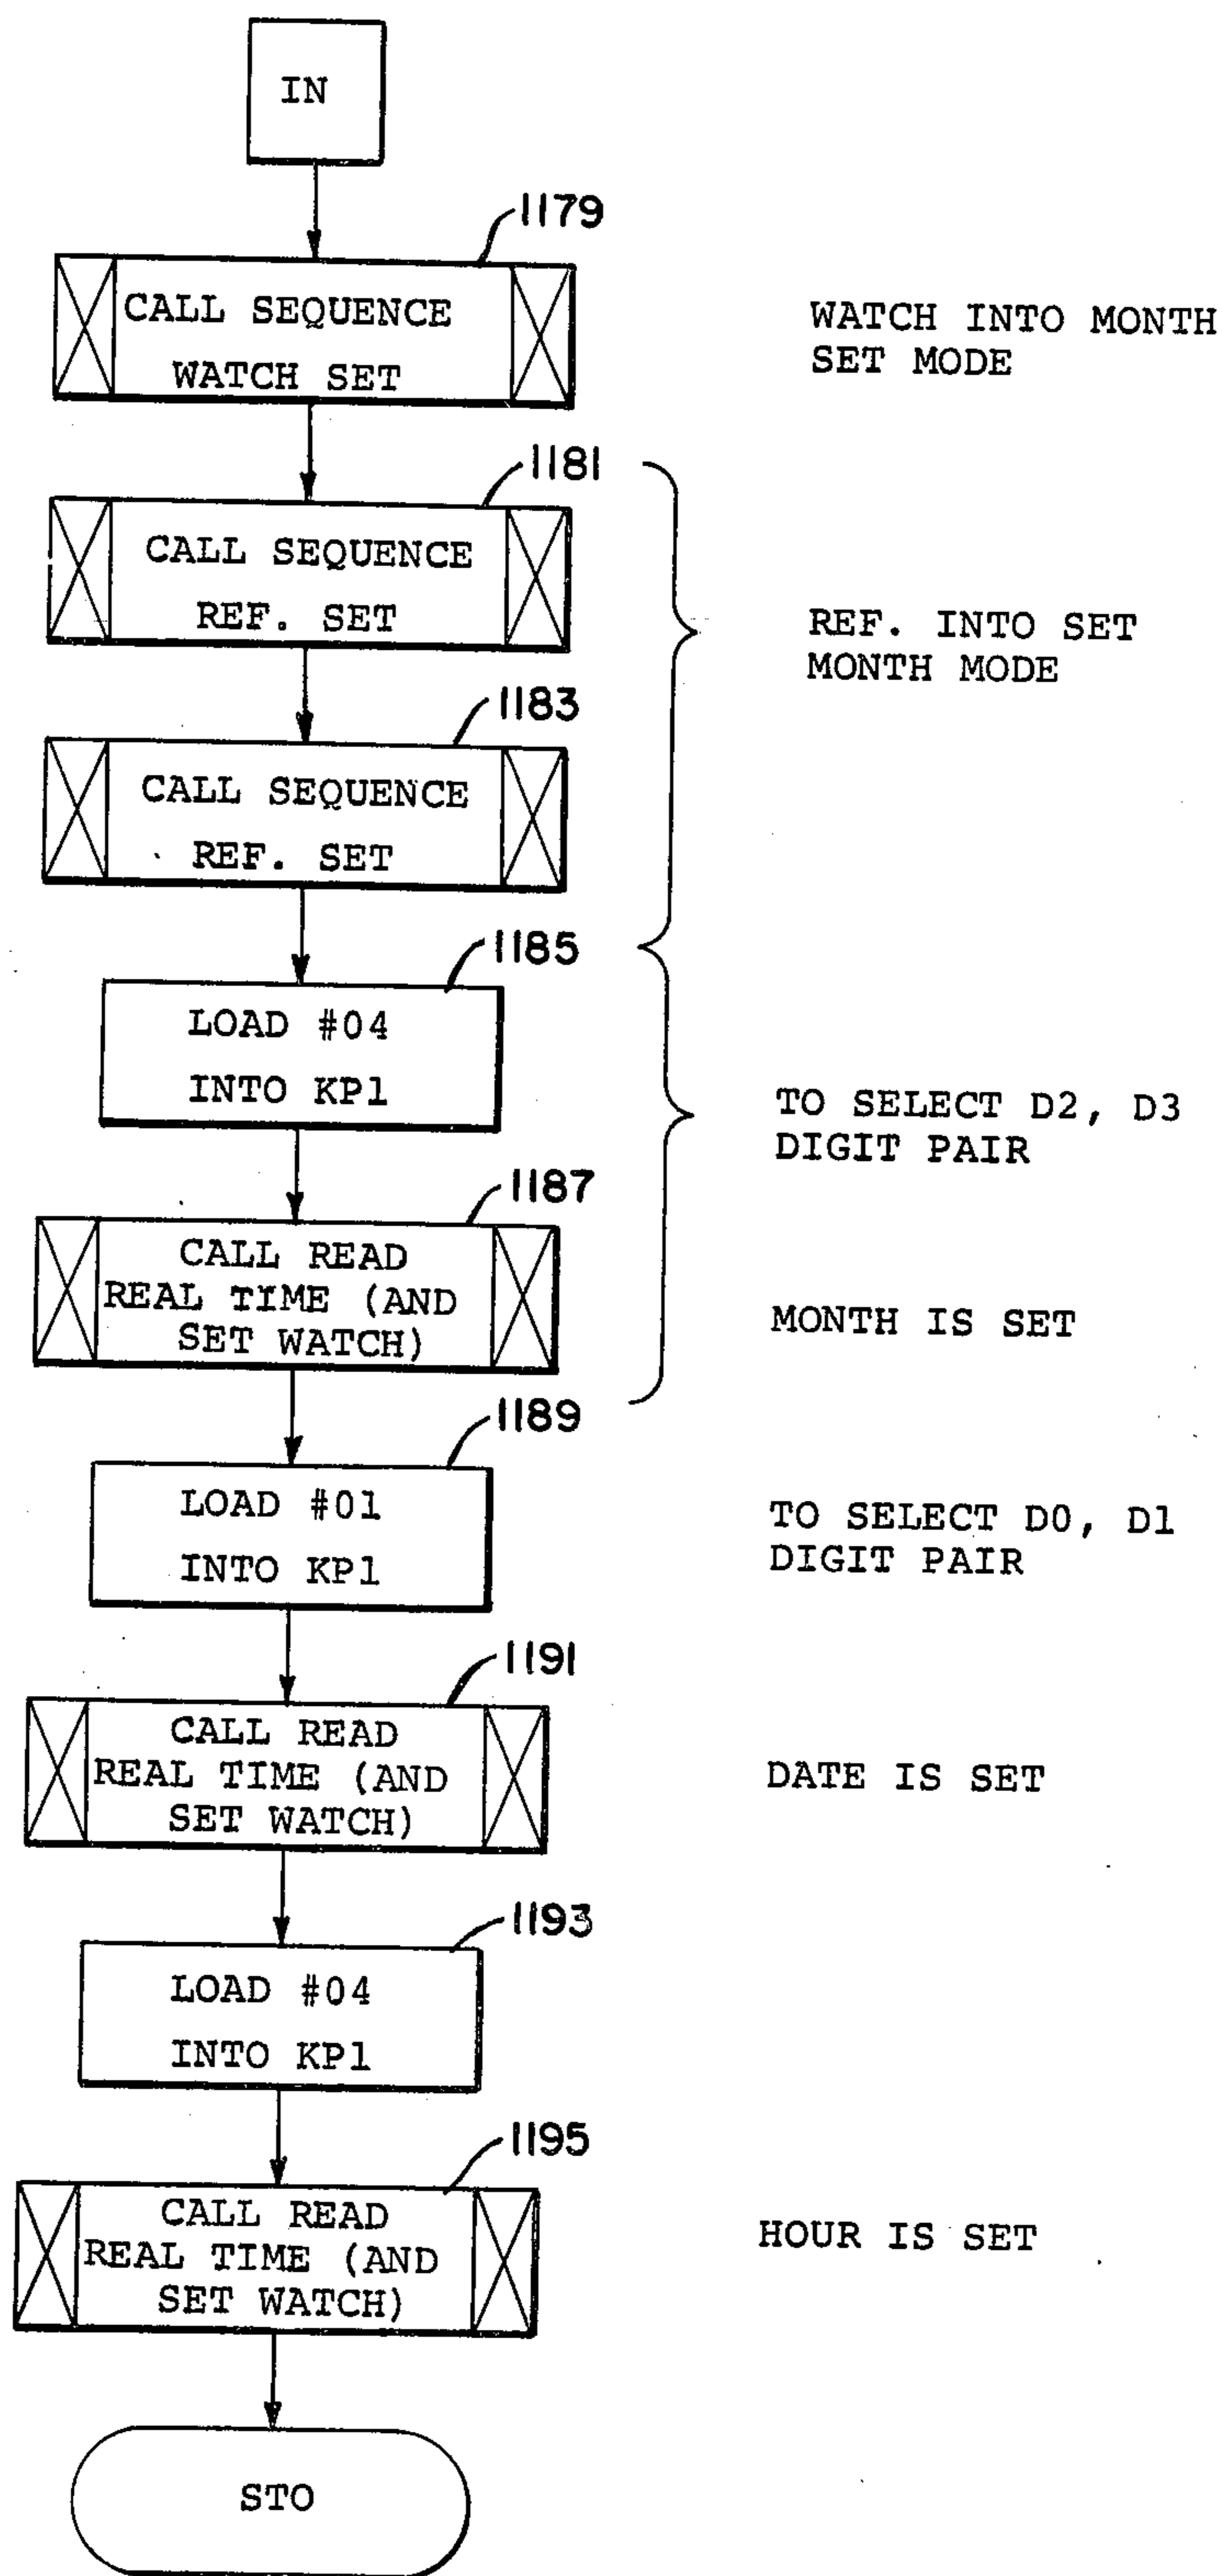 IN
1179
CALL SEQUENCE
WATCH SET
WATCH INTO MONTH
SET MODE
1181
CALL SEQUENCE
REF. SET
REF. INTO SET
MONTH MODE
1183
CALL SEQUENCE
REF. SET
1185
LOAD #04
INTO KP1
TO SELECT D2, D3
DIGIT PAIR
1187
CALL READ
REAL TIME (AND
SET WATCH)
MONTH IS SET
1189
LOAD #01
INTO KP1
TO SELECT D0, D1
DIGIT PAIR
1191
CALL READ
REAL TIME (AND
SET WATCH)
DATE IS SET
1193
LOAD #04
INTO KP1
1195
CALL READ
REAL TIME (AND
SET WATCH)
HOUR IS SET
STO